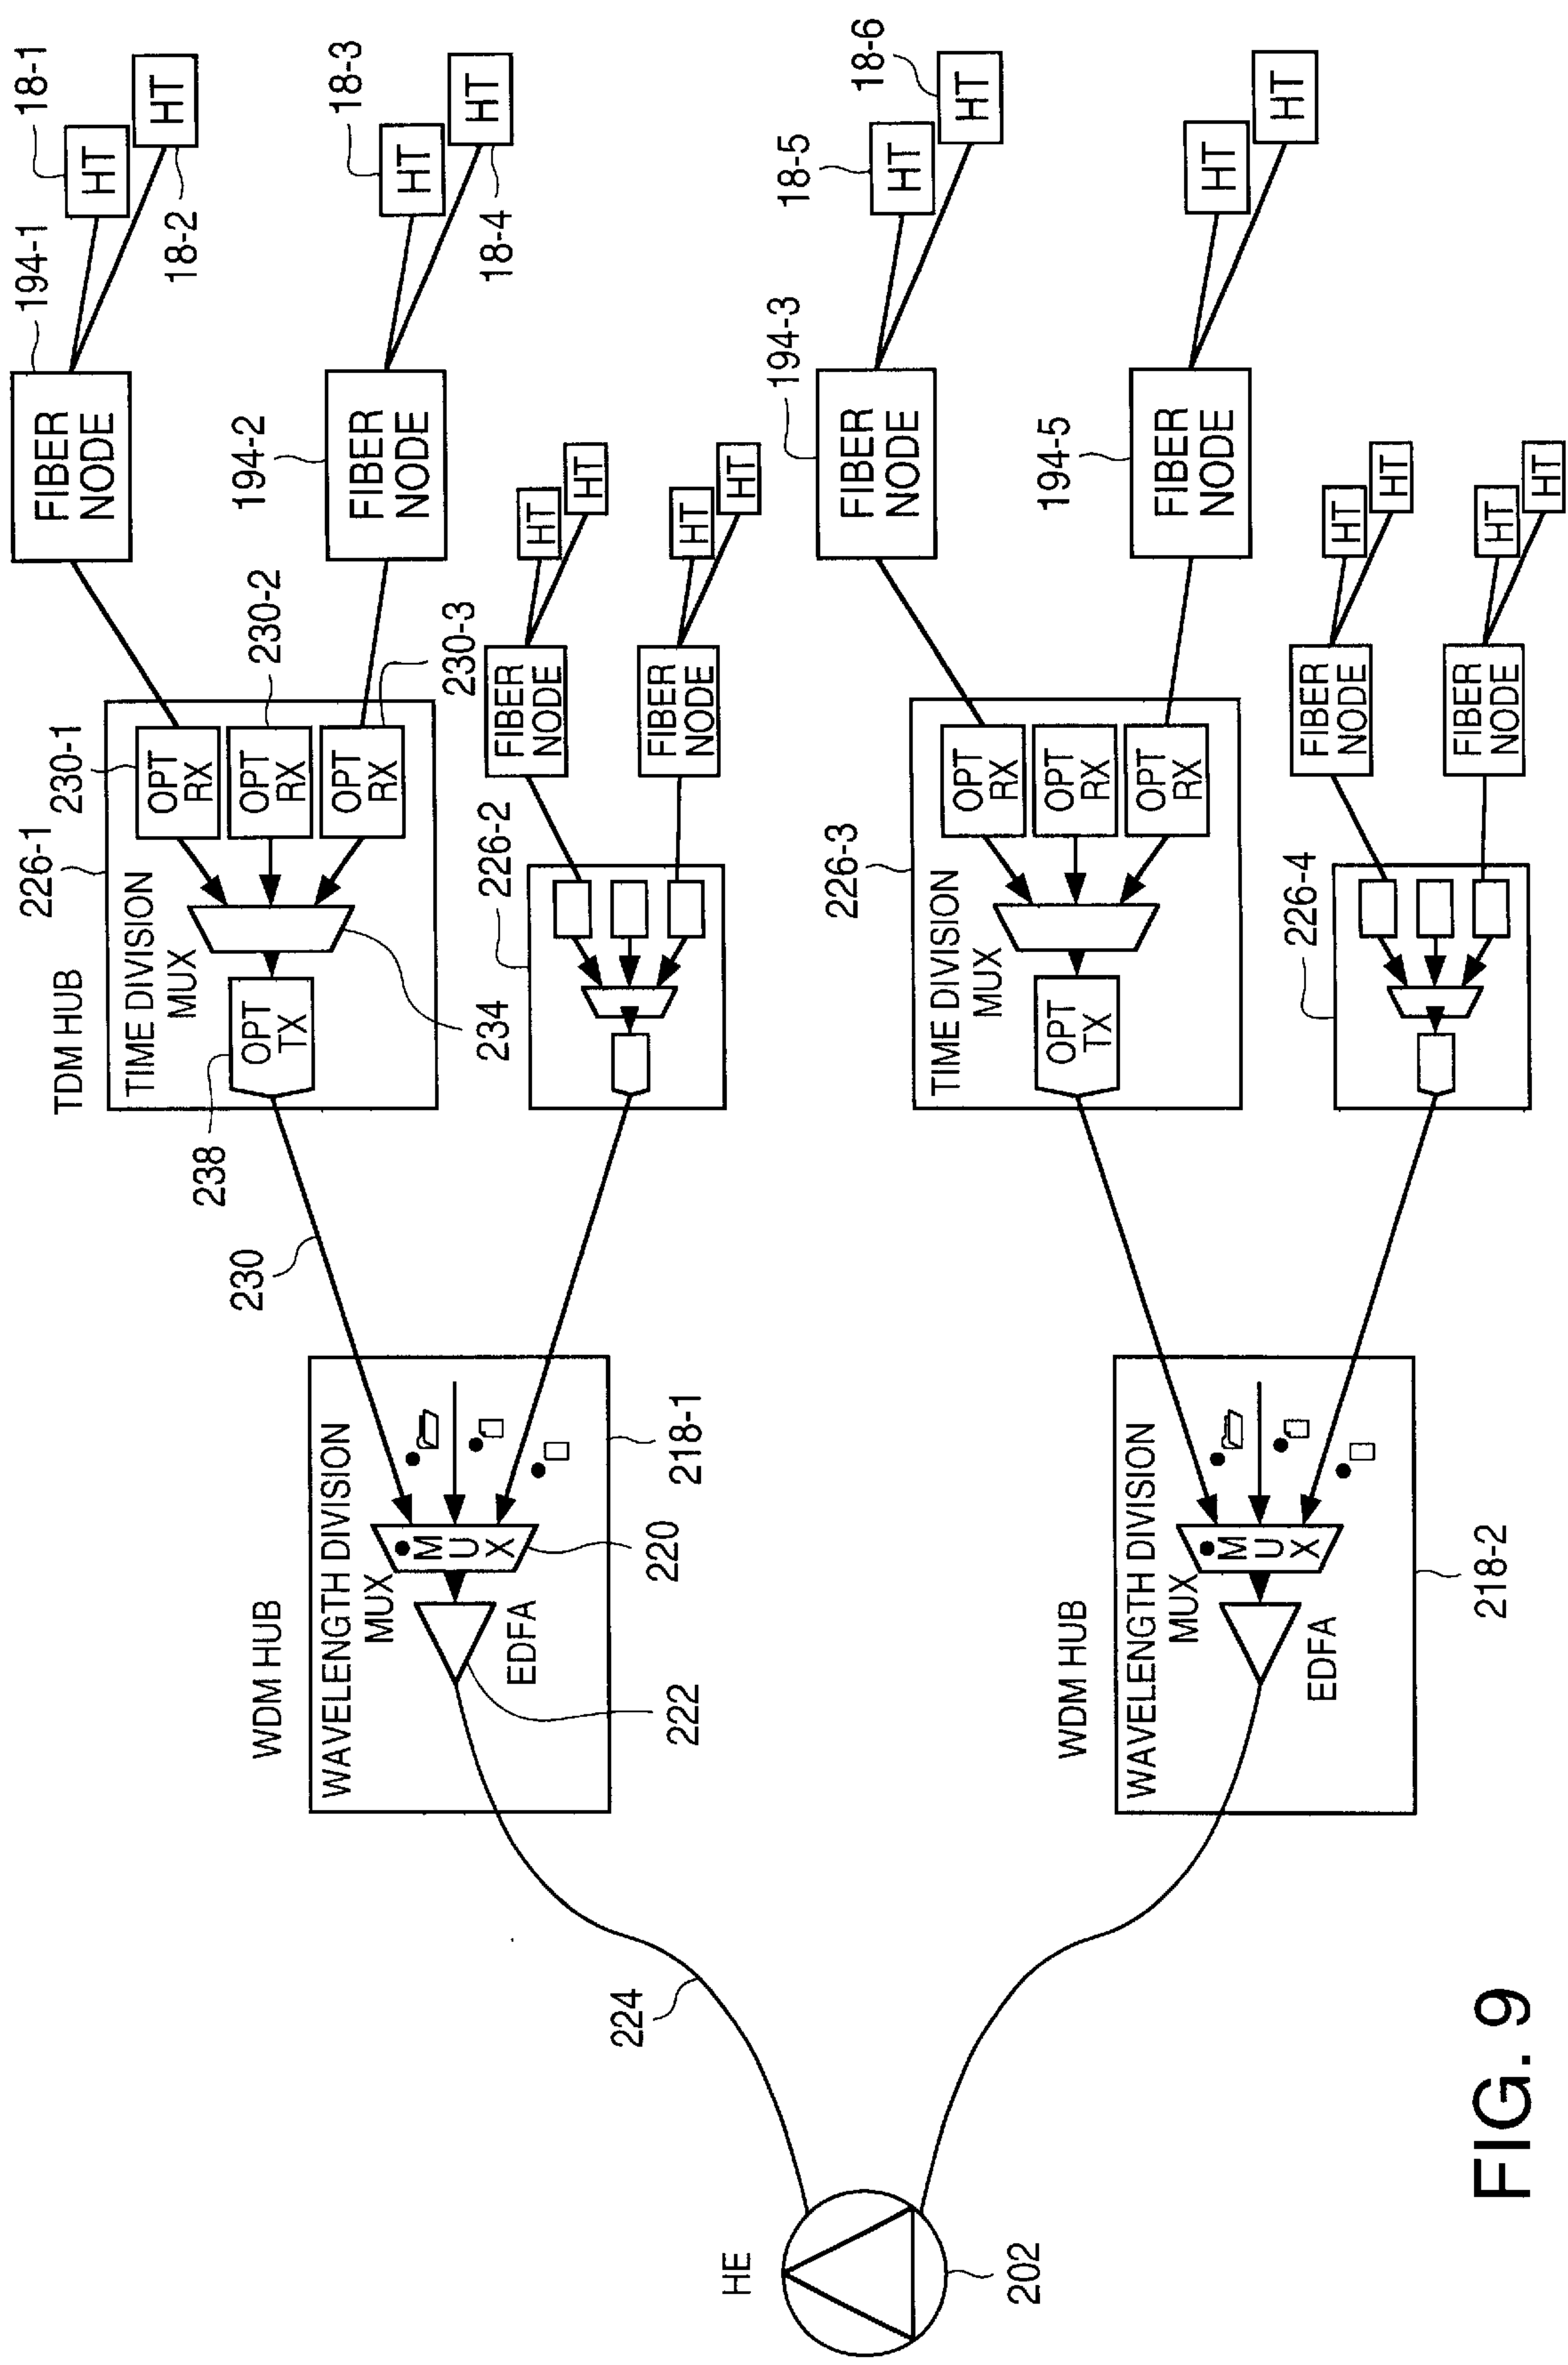 HE
202
224
WDM HUB
WAVELENGTH DIVISION
MUX
MUX
EDFA
222
220
218-1
230
TDM HUB
226-1
TIME DIVISION
MUX
OPT
TX
238
234
OPT
RX
230-1
OPT
RX
230-2
OPT
RX
230-3
226-2
FIBER
NODE
194-1
HT
18-1
HT
18-2
FIBER
NODE
194-2
HT
18-3
HT
18-4
FIBER
NODE
HT
HT
FIBER
NODE
HT
HT
WDM HUB
WAVELENGTH DIVISION
MUX
MUX
EDFA
218-2
226-3
TIME DIVISION
MUX
OPT
TX
OPT
RX
OPT
RX
OPT
RX
226-4
FIBER
NODE
194-3
HT
18-5
HT
18-6
FIBER
NODE
194-5
HT
HT
FIBER
NODE
HT
HT
FIBER
NODE
HT
HT
FIG. 9